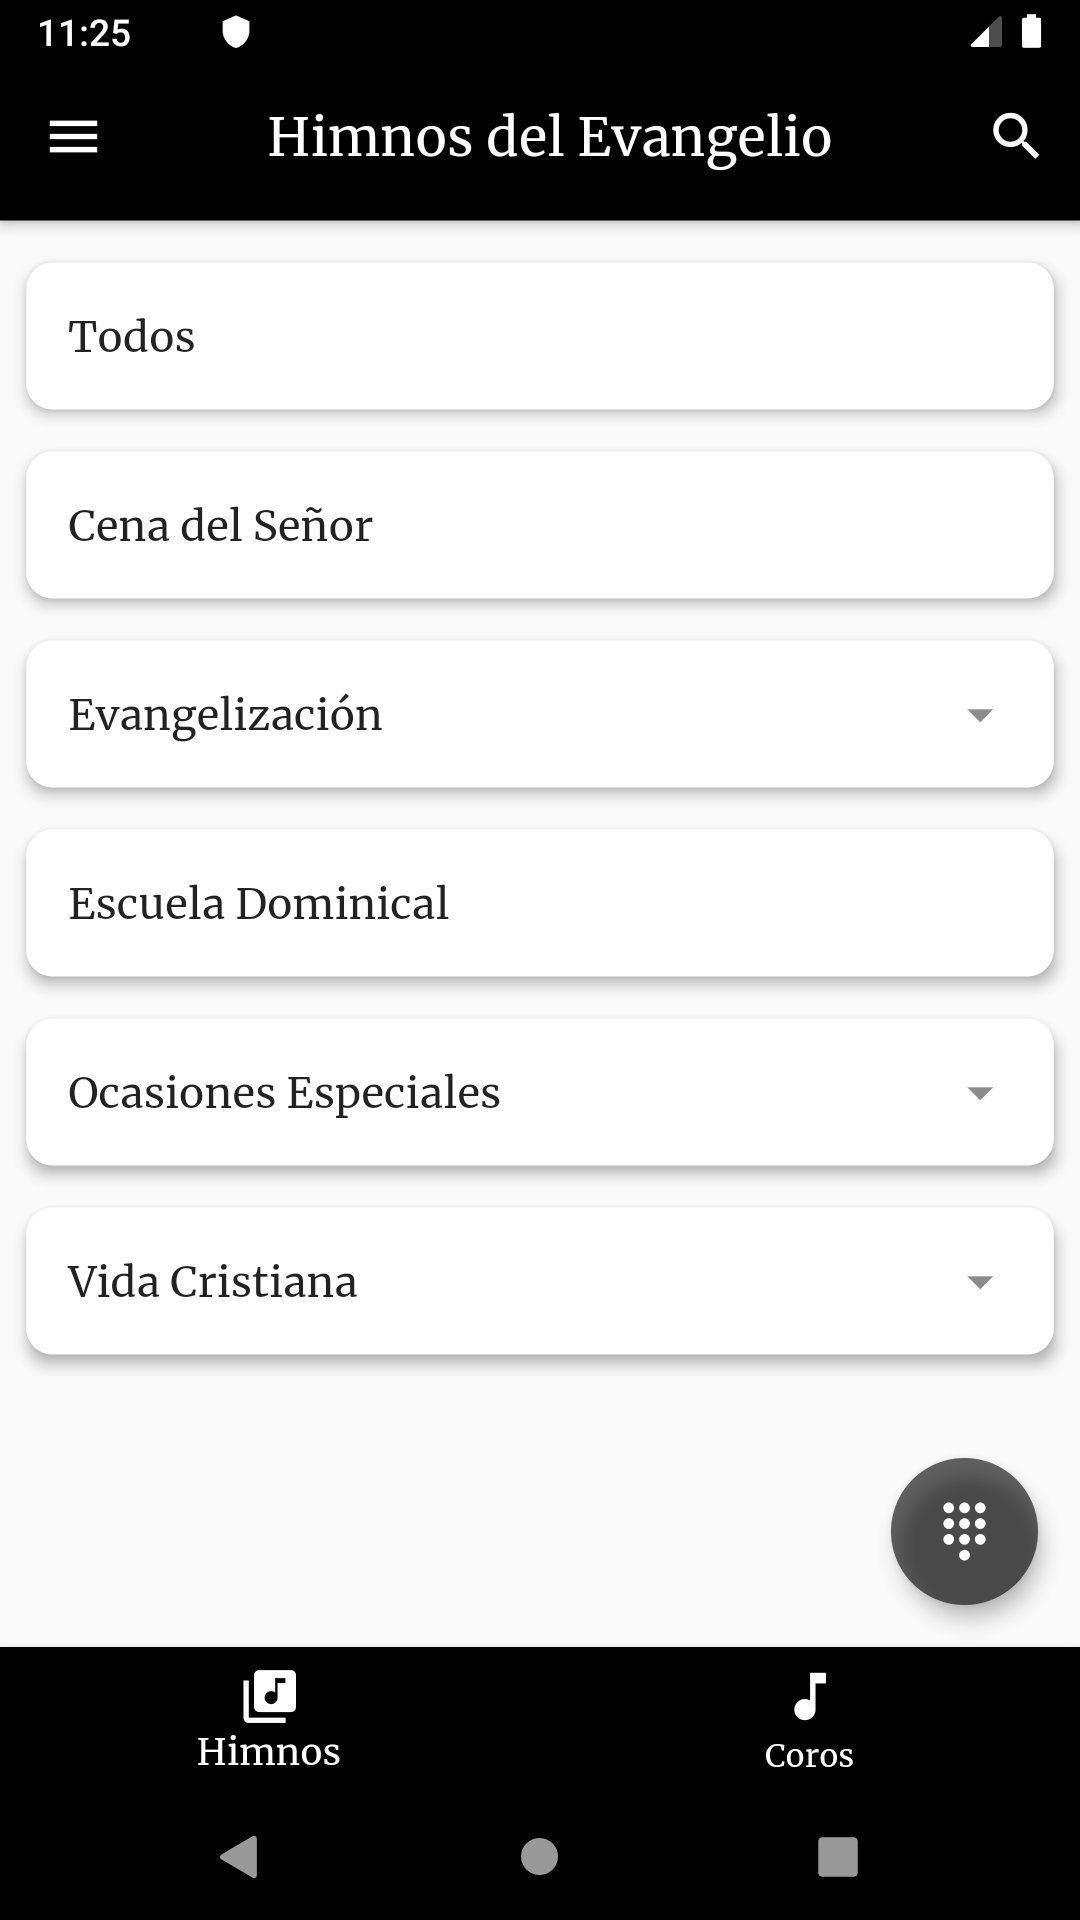 11:25
Himnos del Evangelio
Todos
Cena del Señor
Evangelización
Escuela Dominical
Ocasiones Especiales
Vida Cristiana
Himnos
Coros